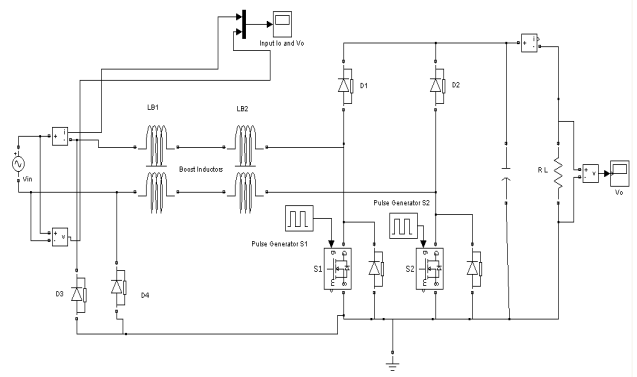 Input Io and Vo
D1
D2
LB1
LB2
i
+
-
Vin
Boost Inductors
R L
v
Vo
Pulse Generator S2
Pulse Generator S1
S1
S2
D3
D4